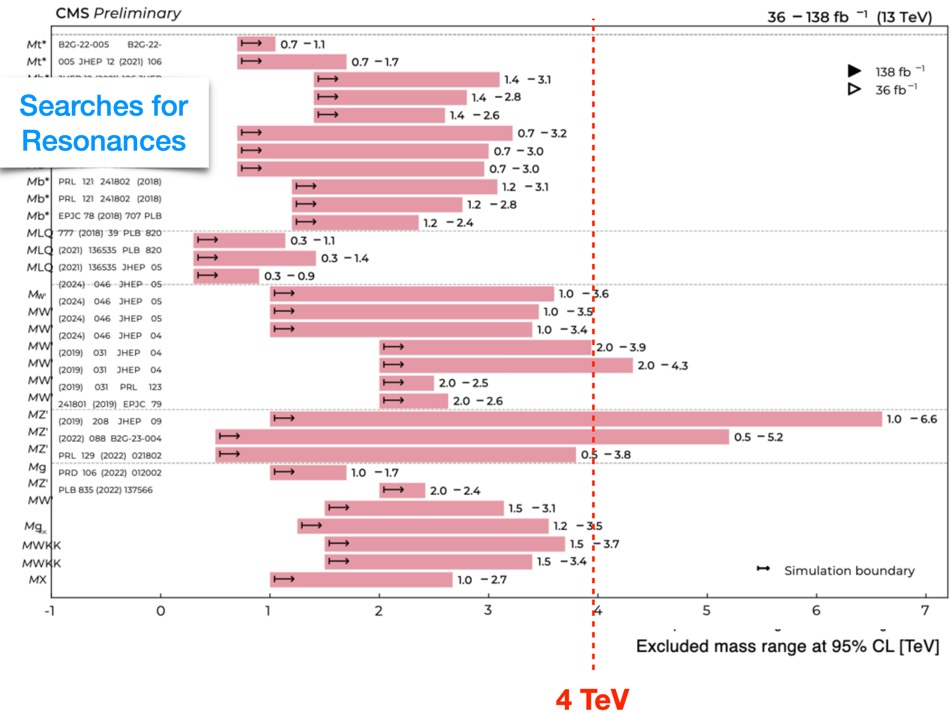 CMS Preliminary 36 – 138 fb⁻¹ (13 TeV)
Mt* B2G-22-005 B2G-22- 0.7 –1.1
Mt* 005 JHEP 12 (2021) 106 0.7 –1.7
1.4 –3.1
138 fb⁻¹
1.4 –2.8
36 fb⁻¹
Searches for
Resonances
1.4 –2.6
0.7 –3.2
0.7 –3.0
0.7 –3.0
Mb* PRL 121 241802 (2018) 1.2 –3.1
Mb* PRL 121 241802 (2018) 1.2 –2.8
Mb* EPJC 78 (2018) 707 PLB 1.2 –2.4
MLQ 777 (2018) 39 PLB 820 0.3 –1.1
MLQ (2021) 136535 PLB 820 0.3 –1.4
MLQ (2021) 136535 JHEP 05 0.3 –0.9
(2024) 046 JHEP 05
MW' (2024) 046 JHEP 05 1.0 –3.6
MW' (2024) 046 JHEP 05 1.0 –3.5
MW' (2024) 046 JHEP 04 1.0 –3.4
MW' (2019) 031 JHEP 04 2.0 –3.9
MW' (2019) 031 JHEP 04 2.0 –4.3
MW' (2019) 031 PRL 123 2.0 –2.5
MW' 241801 (2019) EPJC 79 2.0 –2.6
MZ' (2019) 208 JHEP 09 1.0 –6.6
MZ' (2022) 088 B2G-23-004 0.5 –5.2
MZ' PRL 129 (2022) 021802 0.5 –3.8
Mg PRD 106 (2022) 012002 1.0 –1.7
MZ' PLB 835 (2022) 137566 2.0 –2.4
MW' 1.5 –3.1
Mg 1.2 –3.5
MWKK 1.5 –3.7
MWKK 1.5 –3.4
Simulation boundary
MX 1.0 –2.7
-1 0 1 2 3 4 5 6 7
Excluded mass range at 95% CL [TeV]
4 TeV